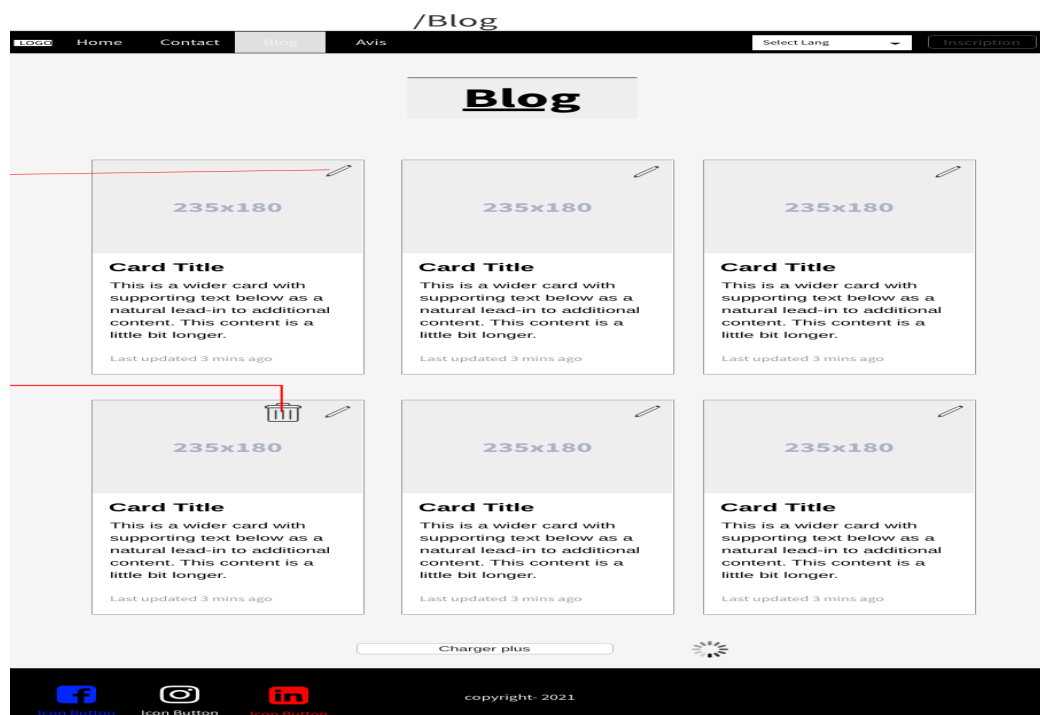 /Blog
LOGO Home Contact Blog Avis Select Lang Inscription
Blog
235x180 235x180 235x180
Card Title Card Title Card Title
This is a wider card with This is a wider card with This is a wider card with
supporting text below as a supporting text below as a supporting text below as a
natural lead-in to additional natural lead-in to additional natural lead-in to additional
content. This content is a content. This content is a content. This content is a
little bit longer. little bit longer. little bit longer.
Last updated 3 mins ago Last updated 3 mins ago Last updated 3 mins ago
235x180 235x180 235x180
Card Title Card Title Card Title
This is a wider card with This is a wider card with This is a wider card with
supporting text below as a supporting text below as a supporting text below as a
natural lead-in to additional natural lead-in to additional natural lead-in to additional
content. This content is a content. This content is a content. This content is a
little bit longer. little bit longer. little bit longer.
Last updated 3 mins ago Last updated 3 mins ago Last updated 3 mins ago
Charger plus
copyright- 2021
Icon Button Icon Button Icon Button